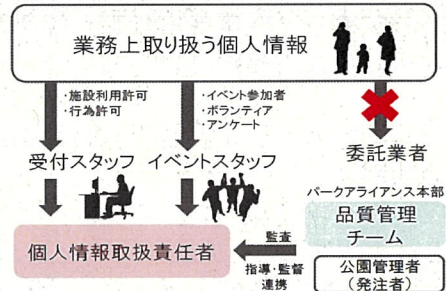 業務上取り扱う個人情報
・施設利用許可
・行為許可
・イベント参加者
・ボランティア
・アンケート
受付スタッフ
イベントスタッフ
委託業者
パークアライアンス本部
品質管理
チーム
個人情報取扱責任者
監査
指導・監督
連携
公園管理者
(発注者)